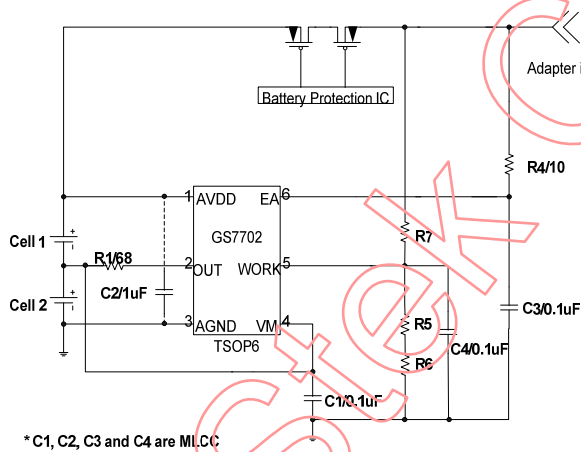 Battery Protection IC
Adapter i
R4/10
1 AVDD EA 6
GS7702
Cell 1
R7
R1/68
2 OUT WORK 5
Cell 2
C2/1uF
C3/0.1uF
3 AGND VM 4
R5
TSOP6
C4/0.1uF
R6
C1/0.1uF
* C1, C2, C3 and C4 are MLCC
stek C